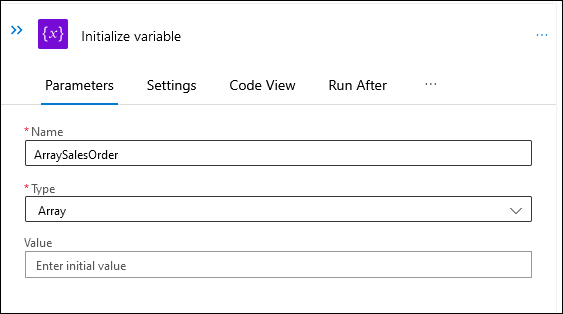 {x} Initialize variable ...
Parameters Settings Code View Run After ...
* Name
ArraySalesOrder
* Type
Array
Value
Enter initial value